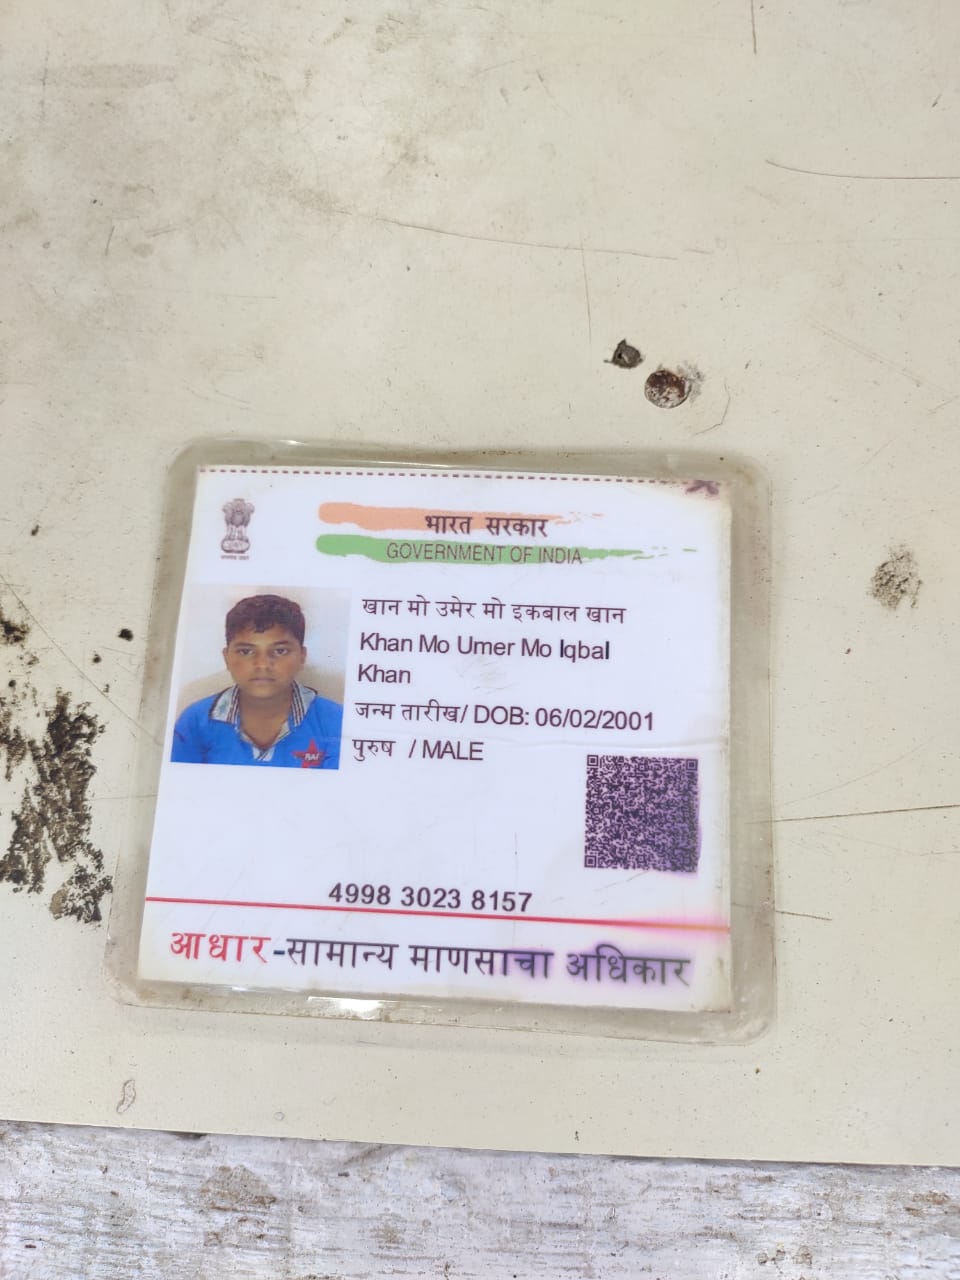 भारत सरकार
GOVERNMENT OF INDIA
खान मो उमेर मो इकबाल खान
Khan Mo Umer Mo Iqbal
Khan
जन्म तारीख/ DOB: 06/02/2001
पुरुष / MALE
4998 3023 8157
आधार-सामान्य माणसाचा अधिकार